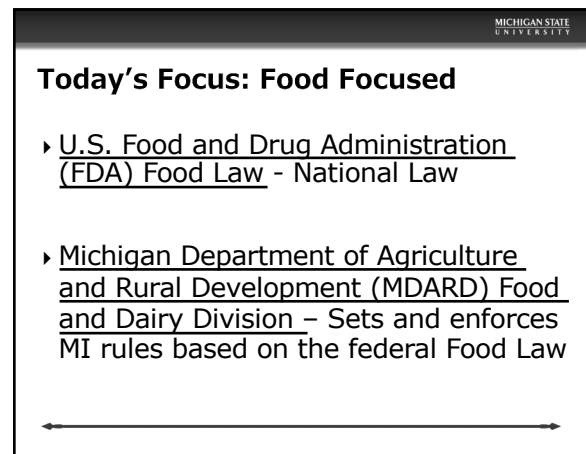 MICHIGAN STATE
UNIVERSITY
Today's Focus: Food Focused
U.S. Food and Drug Administration
(FDA) Food Law - National Law
Michigan Department of Agriculture
and Rural Development (MDARD) Food
and Dairy Division – Sets and enforces
MI rules based on the federal Food Law